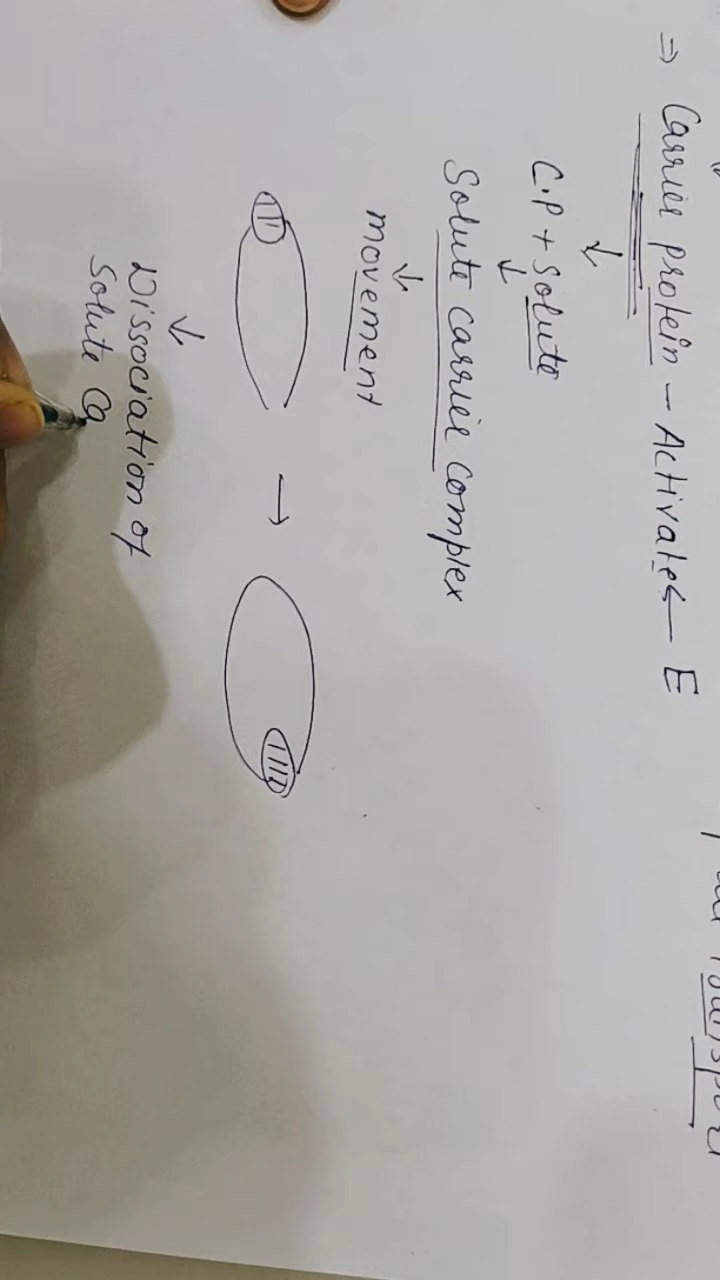 ⇒ Carrier protein - Activates - E
↓
C.P + Solute
↓
Solute carrier complex
↓
movement
→
↓
Dissociation of
Solute Ca